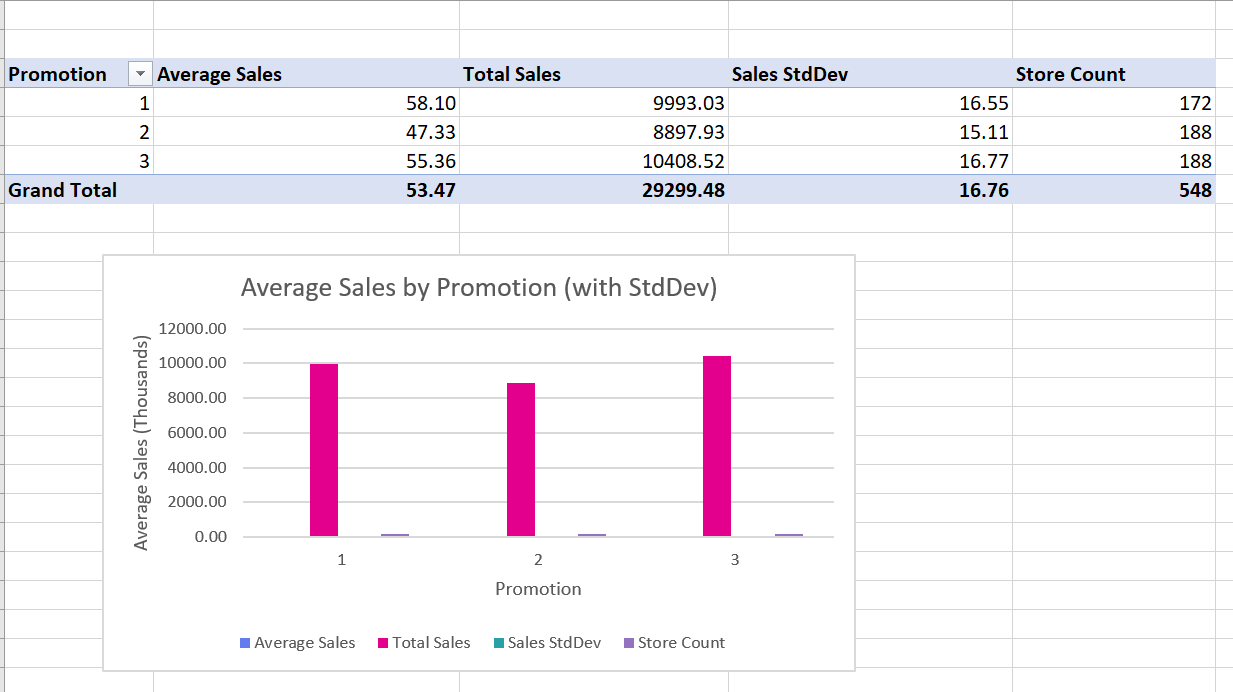 Promotion Average Sales Total Sales Sales StdDev Store Count
1 58.10 9993.03 16.55 172
2 47.33 8897.93 15.11 188
3 55.36 10408.52 16.77 188
Grand Total 53.47 29299.48 16.76 548
Average Sales by Promotion (with StdDev)
Average Sales (Thousands)
12000.00
10000.00
8000.00
6000.00
4000.00
2000.00
0.00
1 2 3
Promotion
Average Sales Total Sales Sales StdDev Store Count